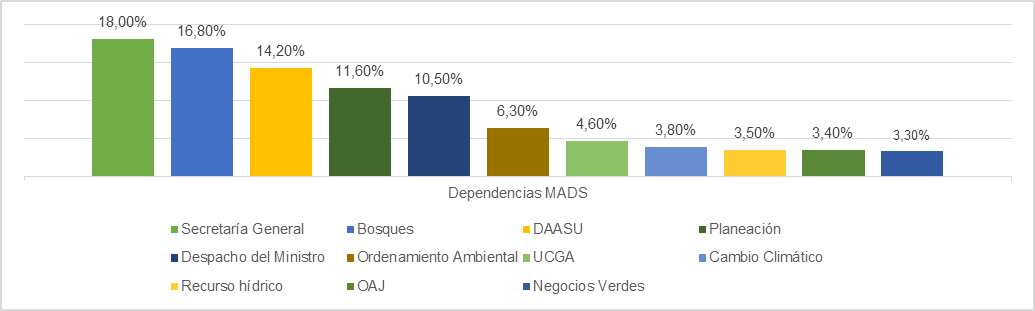 18,00%
16,80%
14,20%
11,60%
10,50%
6,30%
4,60%
3,80%
3,50%
3,40%
3,30%
Dependencias MADS
Secretaría General
Bosques
DAASU
Planeación
Despacho del Ministro
Ordenamiento Ambiental
UCGA
Cambio Climático
Recurso hídrico
OAJ
Negocios Verdes